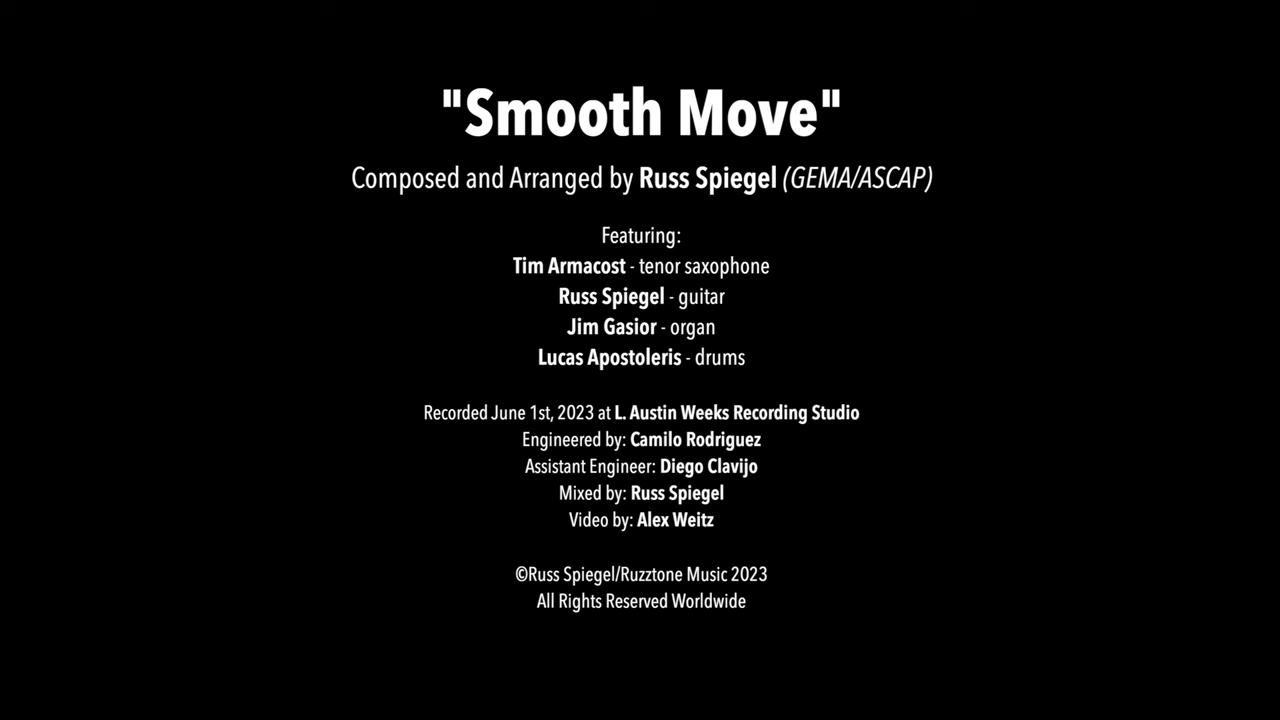 "Smooth Move"
Composed and Arranged by Russ Spiegel (GEMA/ASCAP)
Featuring:
Tim Armacost - tenor saxophone
Russ Spiegel - guitar
Jim Gasior - organ
Lucas Apostoleris - drums
Recorded June 1st, 2023 at L. Austin Weeks Recording Studio
Engineered by: Camilo Rodriguez
Assistant Engineer: Diego Clavijo
Mixed by: Russ Spiegel
Video by: Alex Weitz
©Russ Spiegel/Ruzztone Music 2023
All Rights Reserved Worldwide